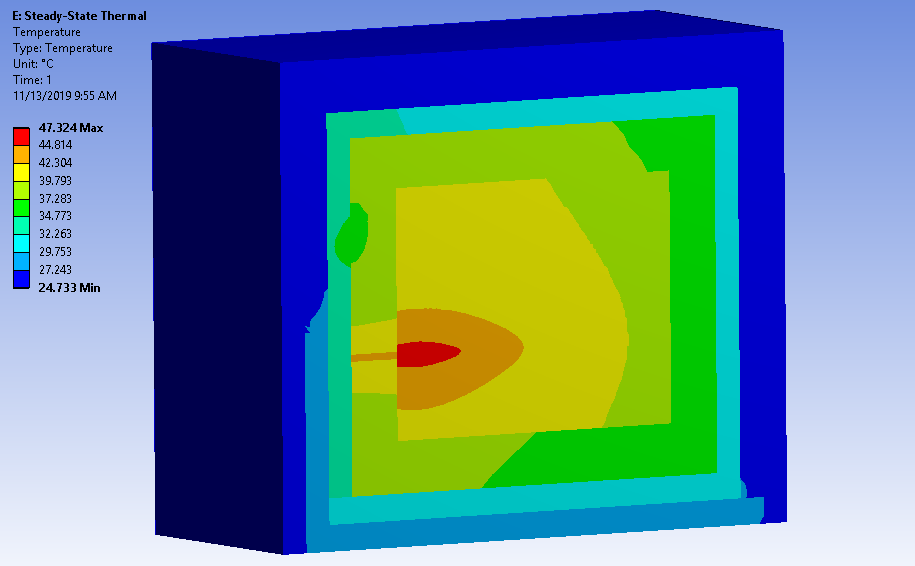 E: Steady-State Thermal
Temperature
Type: Temperature
Unit: °C
Time: 1
11/13/2019 9:55 AM
47.324 Max
44.814
42.304
39.793
37.283
34.773
32.263
29.753
27.243
24.733 Min